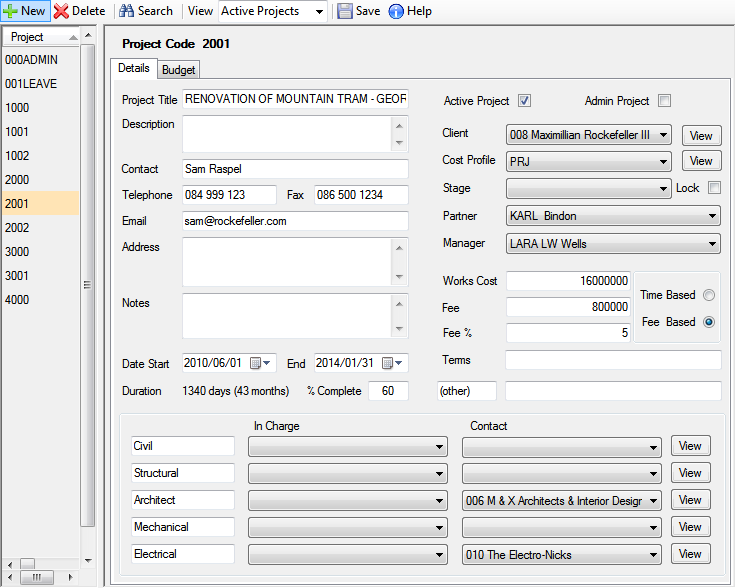 New Delete Search View Active Projects Save Help
Project
000ADMIN
001LEAVE
1000
1001
1002
2000
2001
2002
3000
3001
4000
Project Code 2001
Details Budget
Project Title RENOVATION OF MOUNTAIN TRAM - GEOR
Description
Contact Sam Raspel
Telephone 084 999 123 Fax 086 500 1234
Email sam@rockefeller.com
Address
Notes
Date Start 2010/06/01 End 2014/01/31
Duration 1340 days (43 months) % Complete 60
Active Project Admin Project
Client 008 Maximillian Rockefeller III View
Cost Profile PRJ View
Stage Lock
Partner KARL Bindon
Manager LARA LW Wells
Works Cost 16000000
Fee 800000
Fee % 5
Time Based
Fee Based
Terms
(other)
In Charge Contact
Civil View
Structural View
Architect 006 M & X Architects & Interior Desigr View
Mechanical View
Electrical 010 The Electro-Nicks View